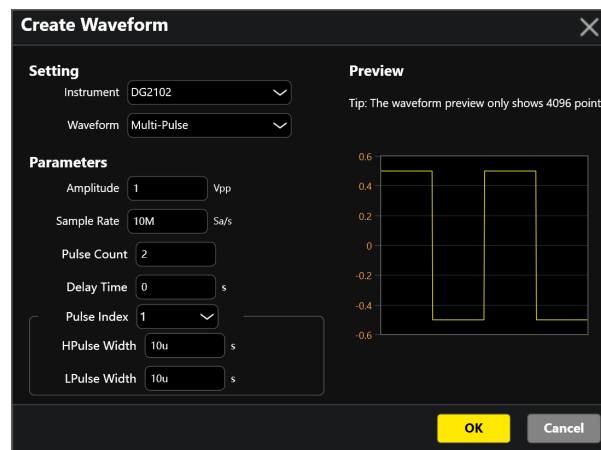 Create Waveform
Setting
Instrument DG2102
Waveform Multi-Pulse
Parameters
Amplitude 1 Vpp
Sample Rate 10M Sa/s
Pulse Count 2
Delay Time 0 s
Pulse Index 1
HPulse Width 10u s
LPulse Width 10u s
Preview
Tip: The waveform preview only shows 4096 point
0.6
0.4
0.2
0
-0.2
-0.4
-0.6
OK Cancel